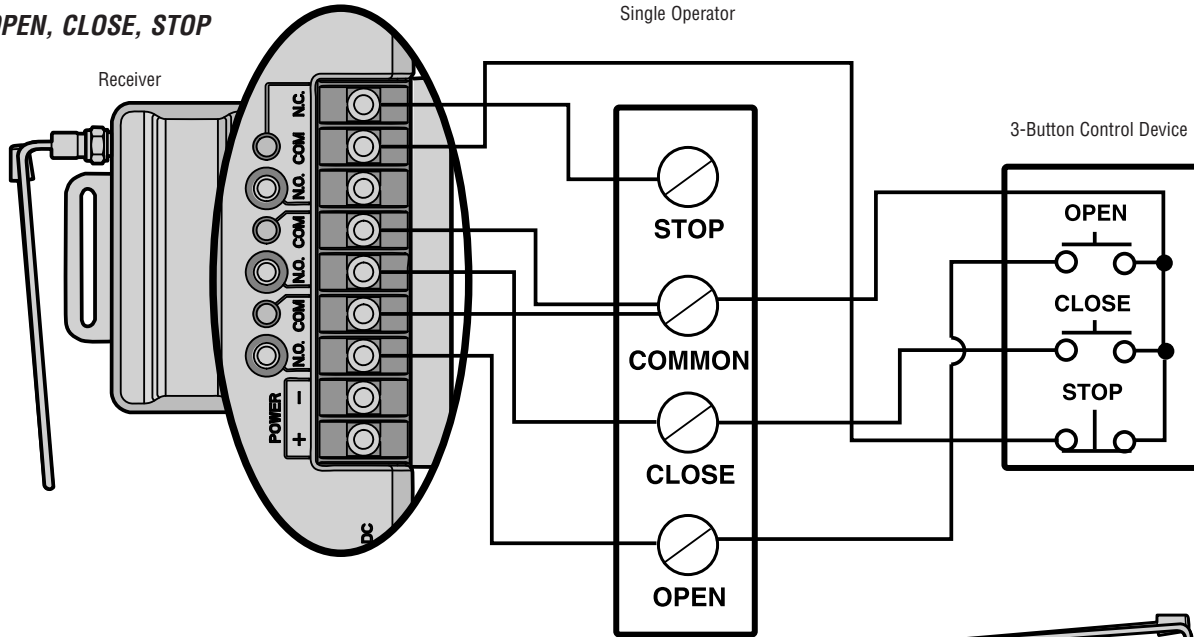 OPEN, CLOSE, STOP
Single Operator
Receiver
3-Button Control Device
N.C.
COM
N.O.
COM
N.O.
COM
N.O.
POWER
-
+
DC
STOP
COMMON
CLOSE
OPEN
OPEN
CLOSE
STOP